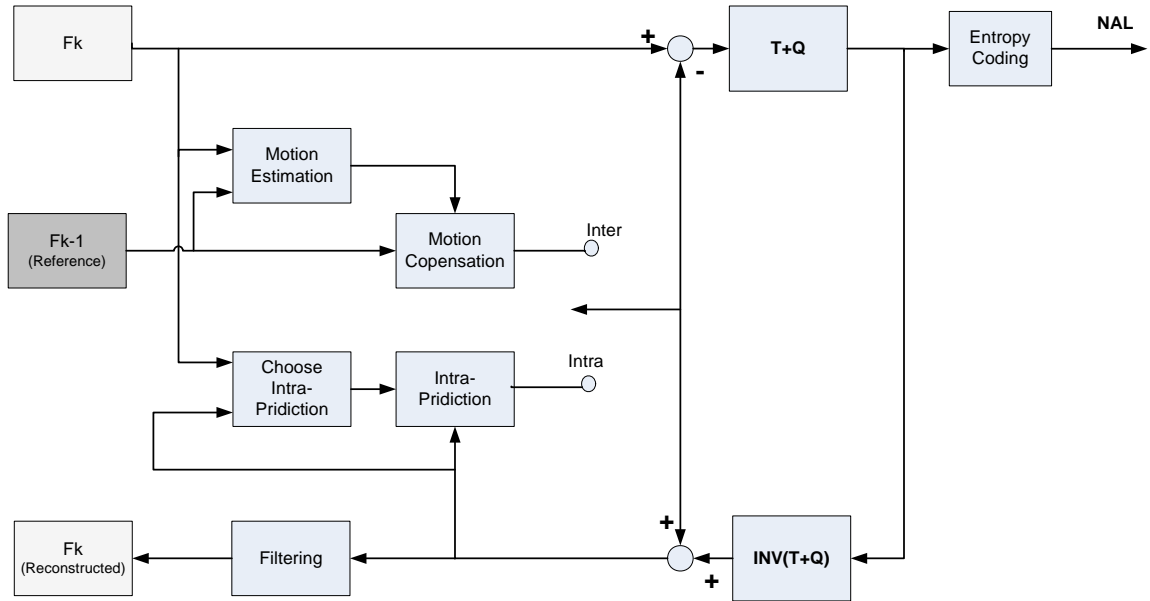 Fk
+
-
T+Q
Entropy
Coding
NAL
Motion
Estimation
Fk-1
(Reference)
Motion
Copensation
Inter
Choose
Intra-
Pridiction
Intra-
Pridiction
Intra
Fk
(Reconstructed)
Filtering
+
+
INV(T+Q)